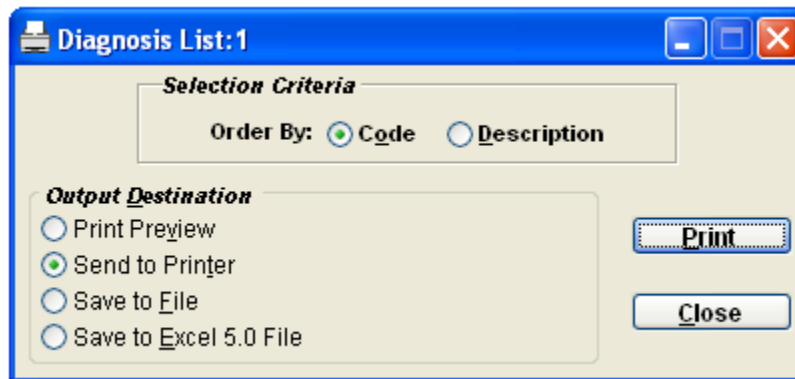 Diagnosis List:1
Selection Criteria
Order By: Code Description
Output Destination
Print Preview
Send to Printer
Save to File
Save to Excel 5.0 File
Print
Close